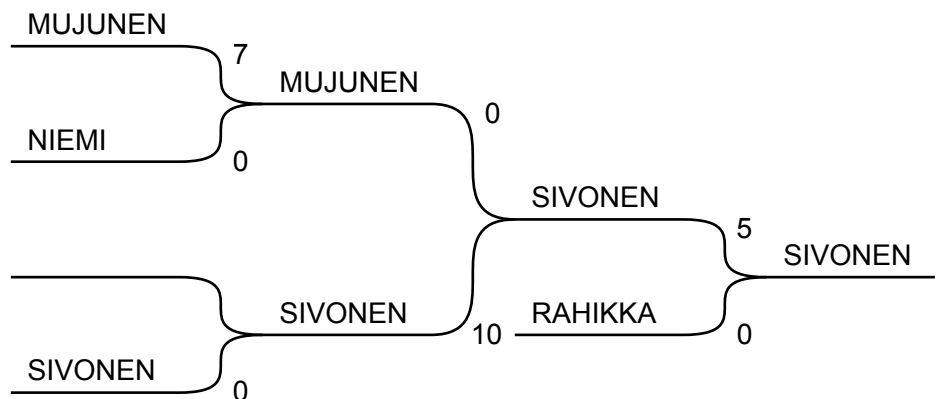 MUJUNEN
7
MUJUNEN
0
NIEMI
0
SIVONEN
5
SIVONEN
SIVONEN
10
RAHIKKA
0
SIVONEN
0